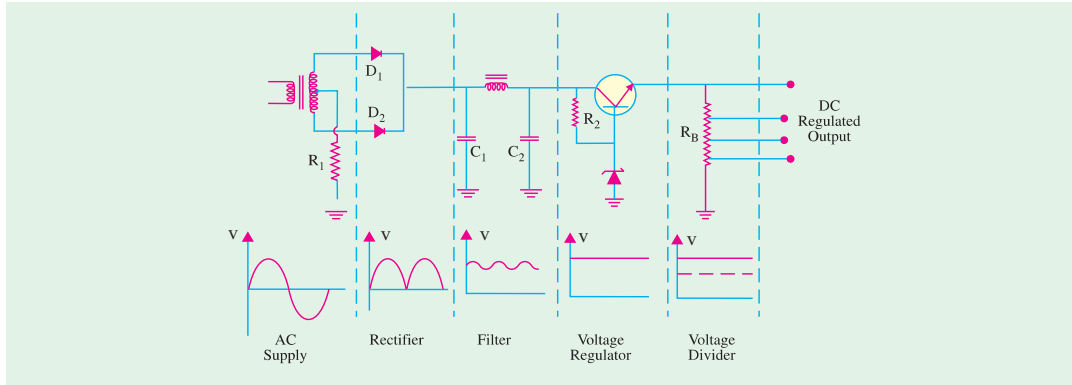 D1
D2
R1
C1
C2
R2
RB
DC
Regulated
Output
V
V
V
V
V
AC
Supply
Rectifier
Filter
Voltage
Regulator
Voltage
Divider